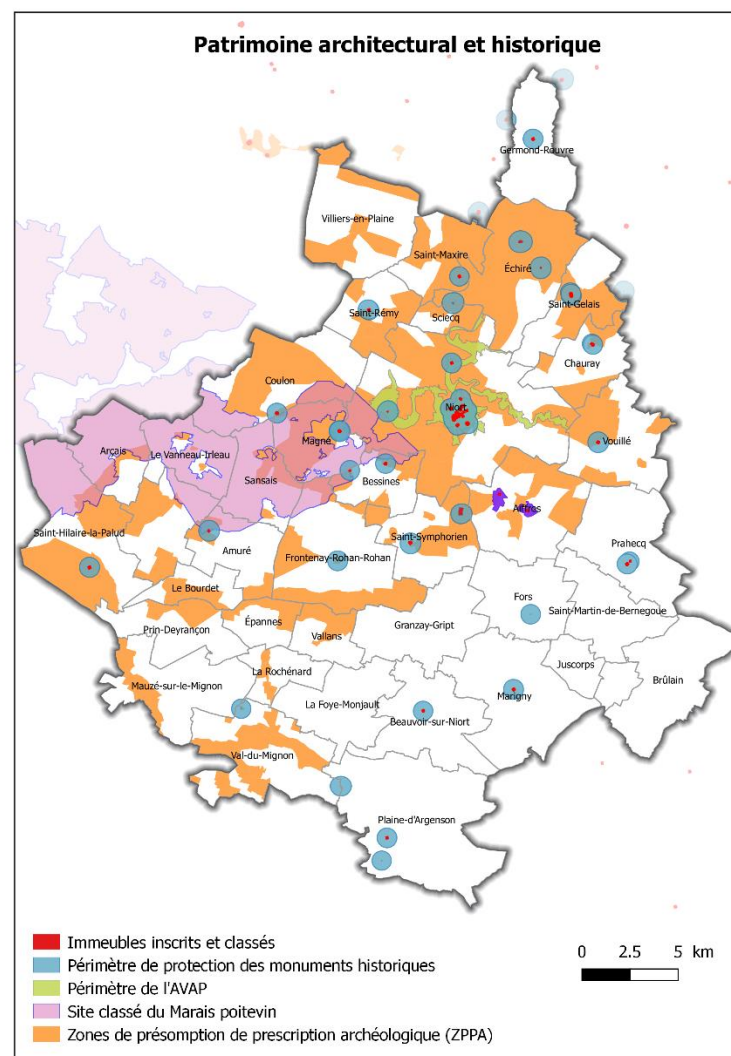 Patrimoine architectural et historique
Germond-Rouvre
Villiers-en-Plaine
Saint-Maxire
Échiré
Saint-Rémy
Sciecq
Saint-Gelais
Chauray
Coulon
Niort
Magné
Arçais
Le Vanneau-Irleau
Vouillé
Sansais
Bessines
Aiffres
Saint-Hilaire-la-Palud
Saint-Symphorien
Prahecq
Amuré
Frontenay-Rohan-Rohan
Le Bourdet
Fors
Saint-Martin-de-Bernegoue
Épannes
Prin-Deyrançon
Vallans
Granzay-Gript
La Rochénard
Juscorps
Brûlain
Mauzé-sur-le-Mignon
La Foye-Monjault
Marigny
Beauvoir-sur-Niort
Val-du-Mignon
Plaine-d'Argenson
Immeubles inscrits et classés
Périmètre de protection des monuments historiques
Périmètre de l'AVAP
Site classé du Marais poitevin
Zones de présomption de prescription archéologique (ZPPA)
0 2.5 5 km